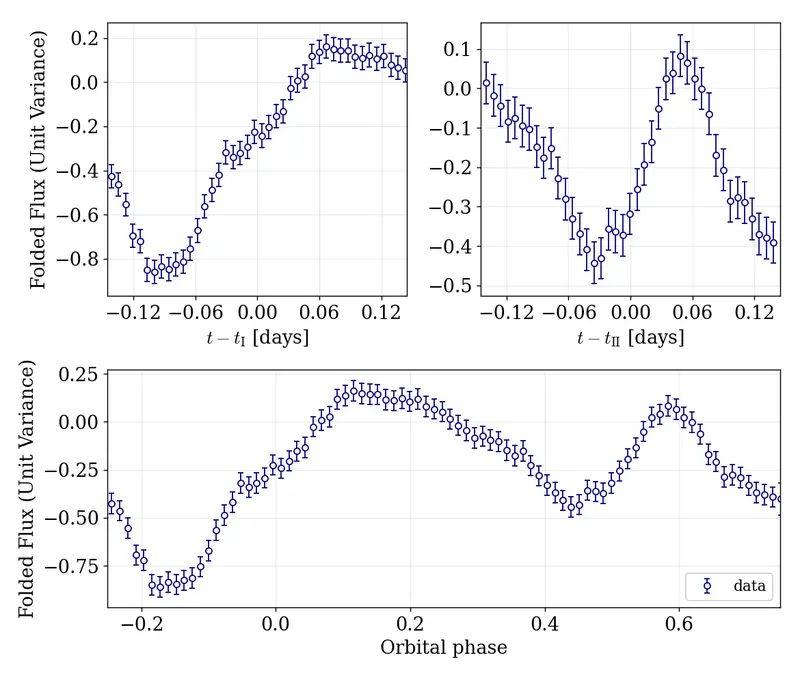 Folded Flux (Unit Variance)
0.2
0.0
−0.2
−0.4
−0.6
−0.8
−0.12 −0.06 0.00 0.06 0.12
t − tI [days]
0.1
0.0
−0.1
−0.2
−0.3
−0.4
−0.5
−0.12 −0.06 0.00 0.06 0.12
t − tII [days]
Folded Flux (Unit Variance)
0.25
0.00
−0.25
−0.50
−0.75
−0.2 0.0 0.2 0.4 0.6
Orbital phase
data